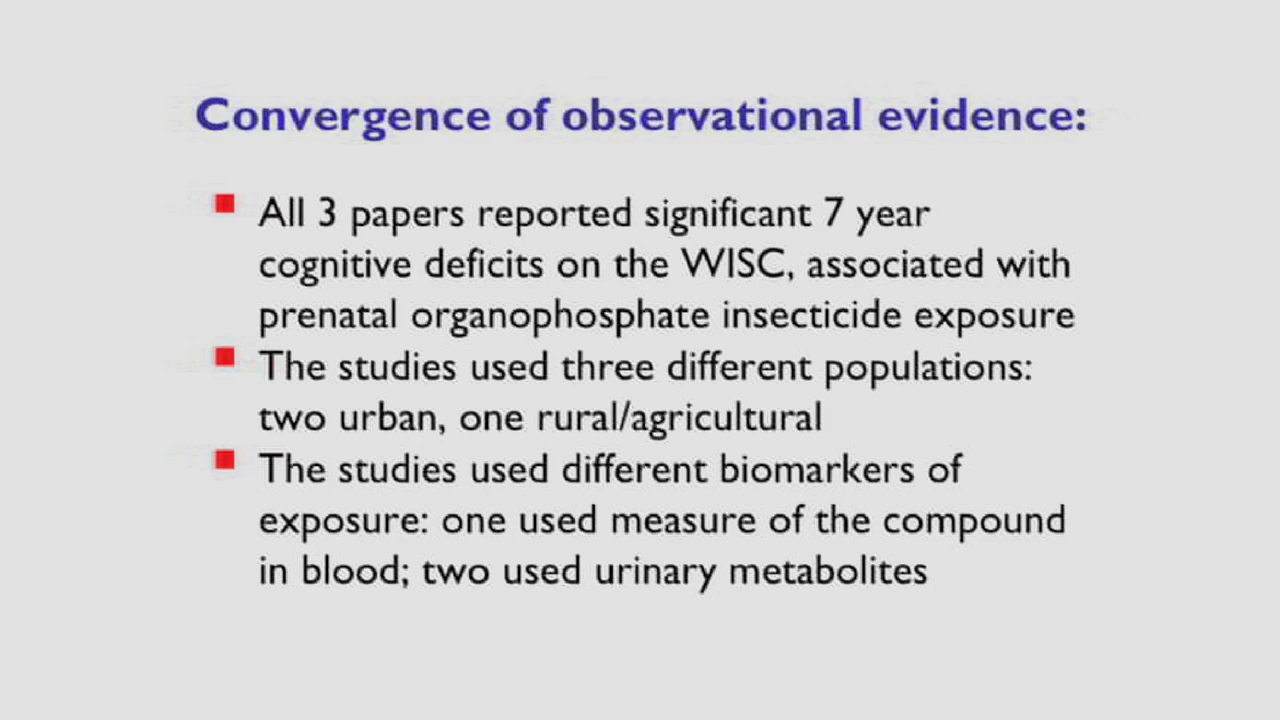 Convergence of observational evidence:
All 3 papers reported significant 7 year
cognitive deficits on the WISC, associated with
prenatal organophosphate insecticide exposure
The studies used three different populations:
two urban, one rural/agricultural
The studies used different biomarkers of
exposure: one used measure of the compound
in blood; two used urinary metabolites